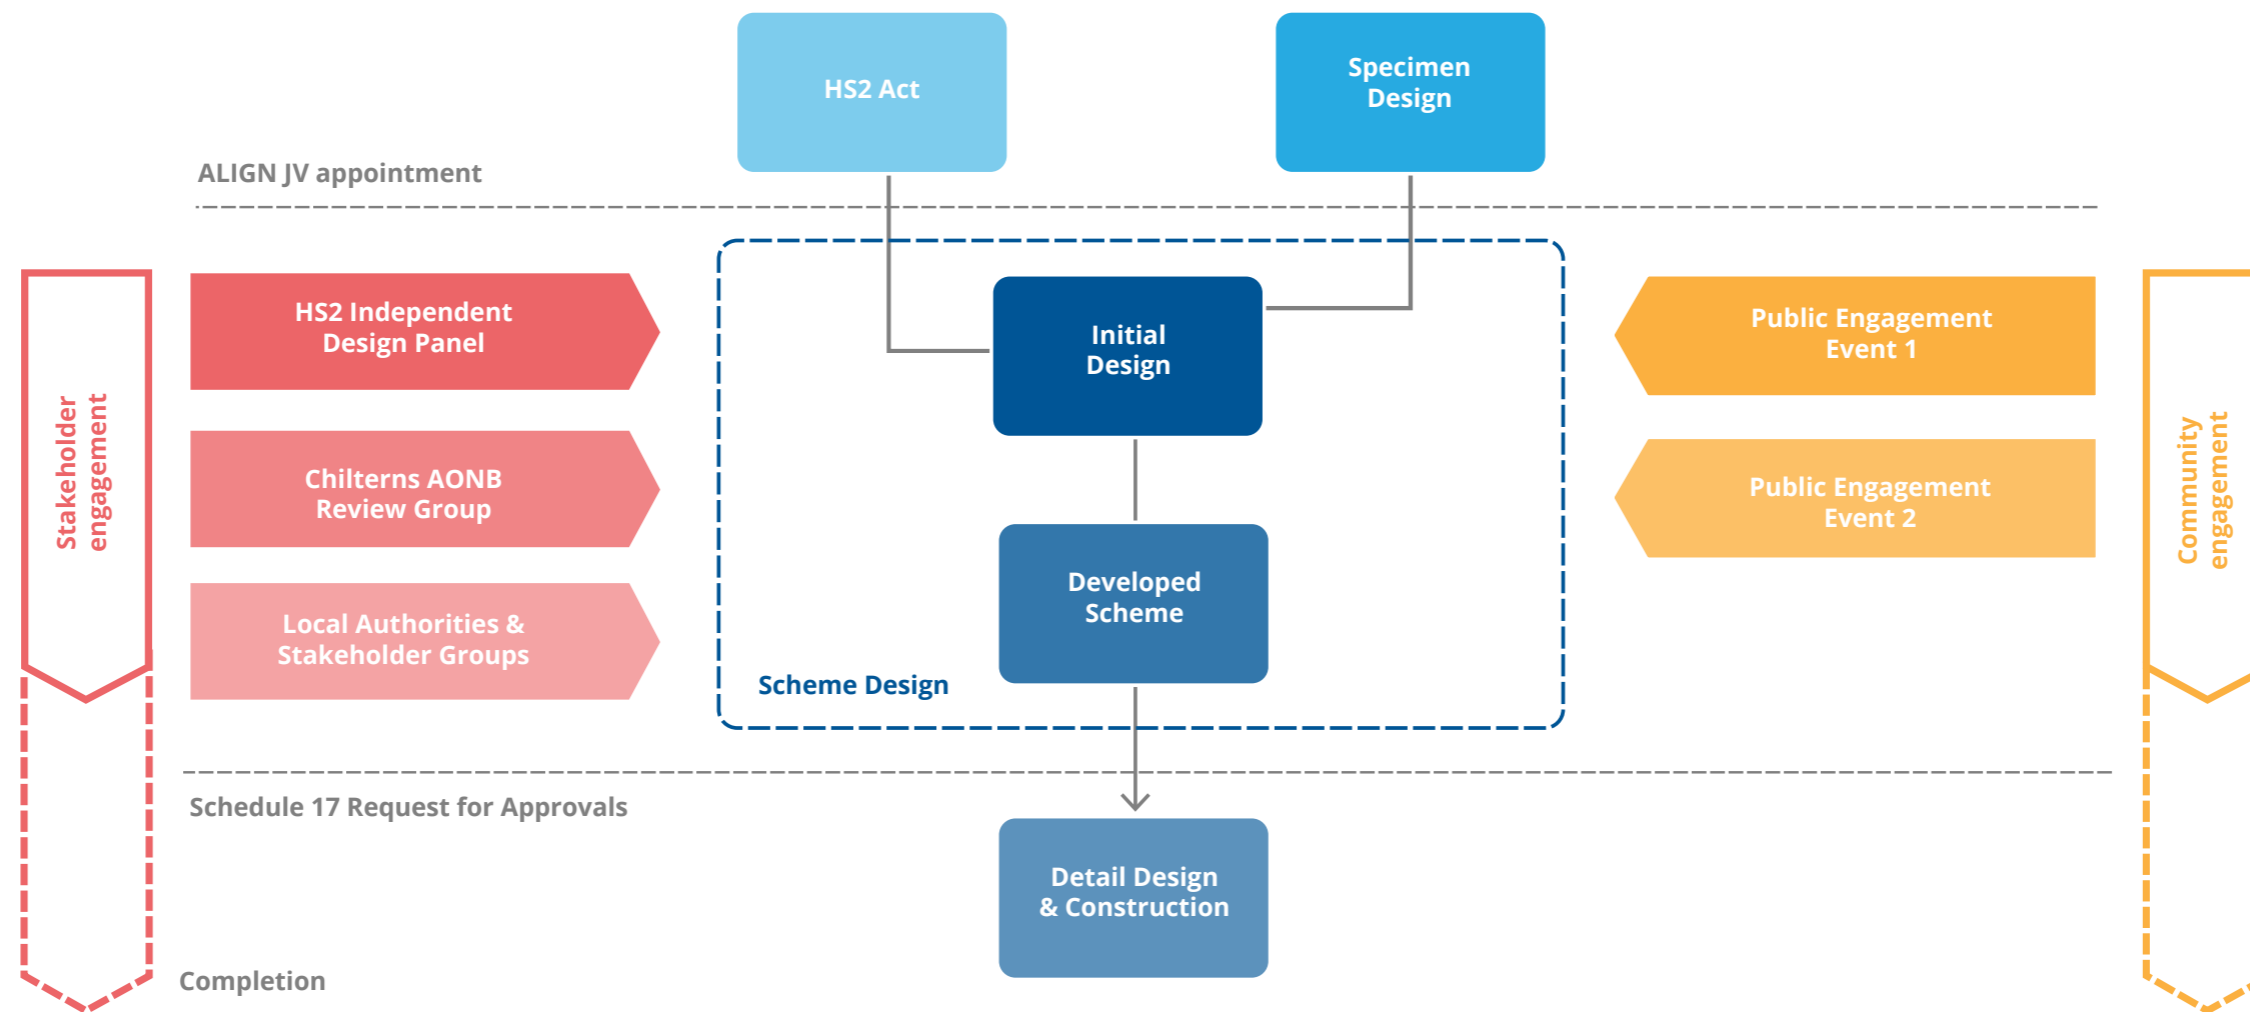 HS2 Act
Specimen
Design
ALIGN JV appointment
Stakeholder
engagement
HS2 Independent
Design Panel
Chilterns AONB
Review Group
Local Authorities &
Stakeholder Groups
Initial
Design
Developed
Scheme
Scheme Design
Public Engagement
Event 1
Public Engagement
Event 2
Community
engagement
Schedule 17 Request for Approvals
Detail Design
& Construction
Completion